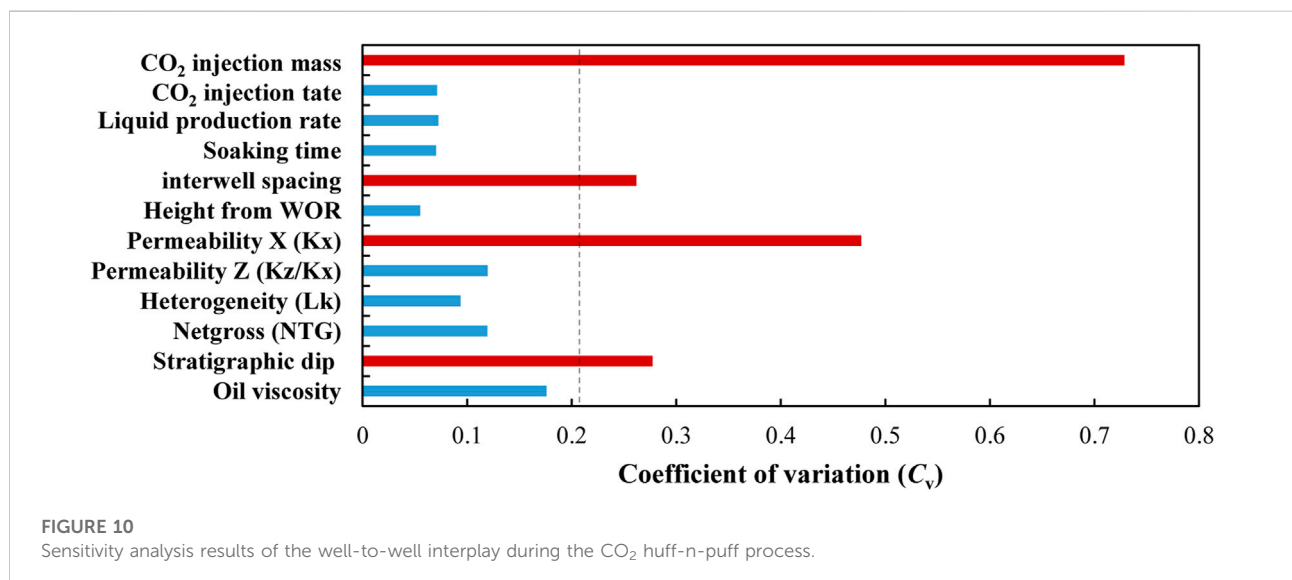 CO₂ injection mass
CO₂ injection tate
Liquid production rate
Soaking time
interwell spacing
Height from WOR
Permeability X (Kx)
Permeability Z (Kz/Kx)
Heterogeneity (Lk)
Netgross (NTG)
Stratigraphic dip
Oil viscosity
0 0.1 0.2 0.3 0.4 0.5 0.6 0.7 0.8
Coefficient of variation (Cᵥ)
FIGURE 10
Sensitivity analysis results of the well-to-well interplay during the CO₂ huff-n-puff process.